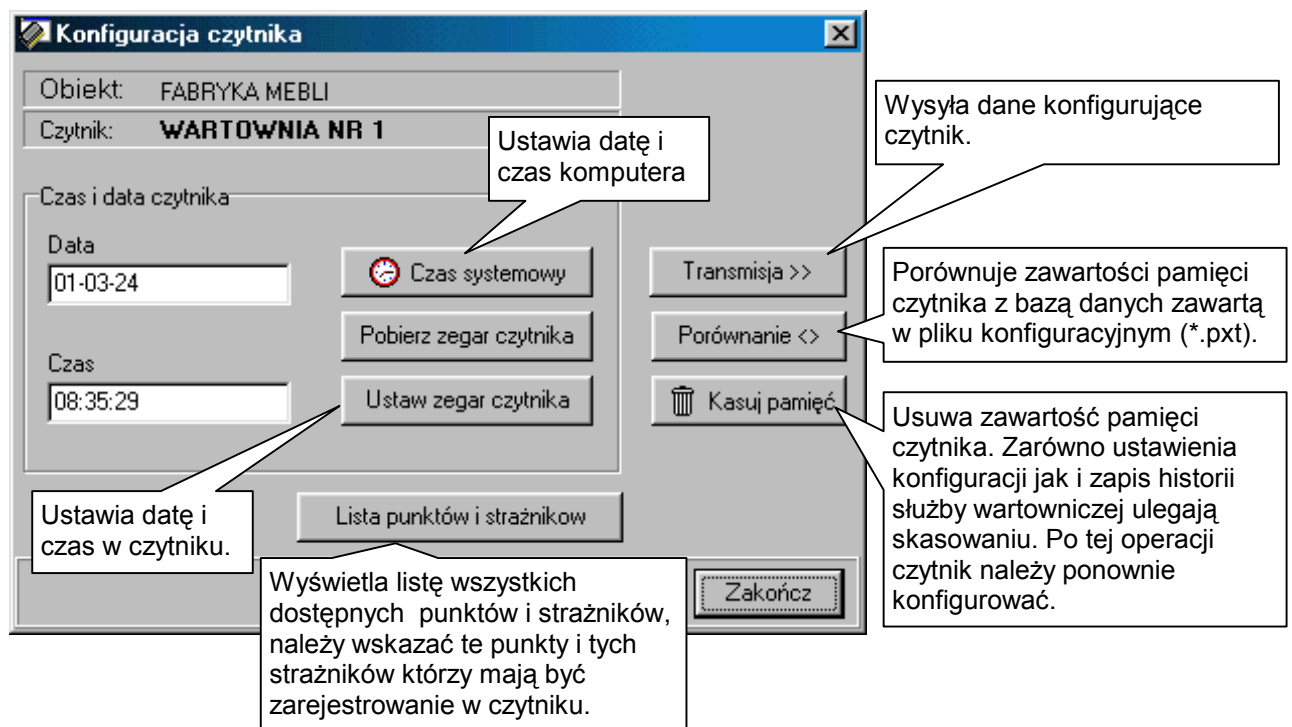 Konfiguracja czytnika
Obiekt: FABRYKA MEBLI
Czytnik: WARTOWNIA NR 1
Ustawia datę i
czas komputera
Wysyła dane konfigurujące
czytnik.
Czas i data czytnika
Data
01-03-24
Czas systemowy
Transmisja >>
Pobierz zegar czytnika
Porównanie <>
Porównuje zawartości pamięci
czytnika z bazą danych zawartą
w pliku konfiguracyjnym (*.pxt).
Czas
08:35:29
Ustaw zegar czytnika
Kasuj pamięć
Usuwa zawartość pamięci
czytnika. Zarówno ustawienia
konfiguracji jak i zapis historii
służby wartowniczej ulegają
skasowaniu. Po tej operacji
czytnik należy ponownie
konfigurować.
Ustawia datę i
czas w czytniku.
Lista punktów i strażnikow
Wyświetla listę wszystkich
dostępnych punktów i strażników,
należy wskazać te punkty i tych
strażników którzy mają być
zarejestrowanie w czytniku.
Zakończ